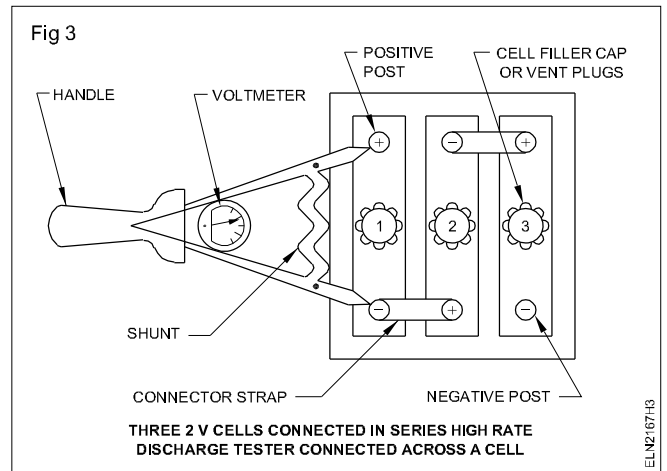 Fig 3
POSITIVE
POST
CELL FILLER CAP
OR VENT PLUGS
HANDLE
VOLTMETER
+
−
+
1
2
3
−
+
−
SHUNT
CONNECTOR STRAP
NEGATIVE POST
THREE 2 V CELLS CONNECTED IN SERIES HIGH RATE
DISCHARGE TESTER CONNECTED ACROSS A CELL
ELN2167H3